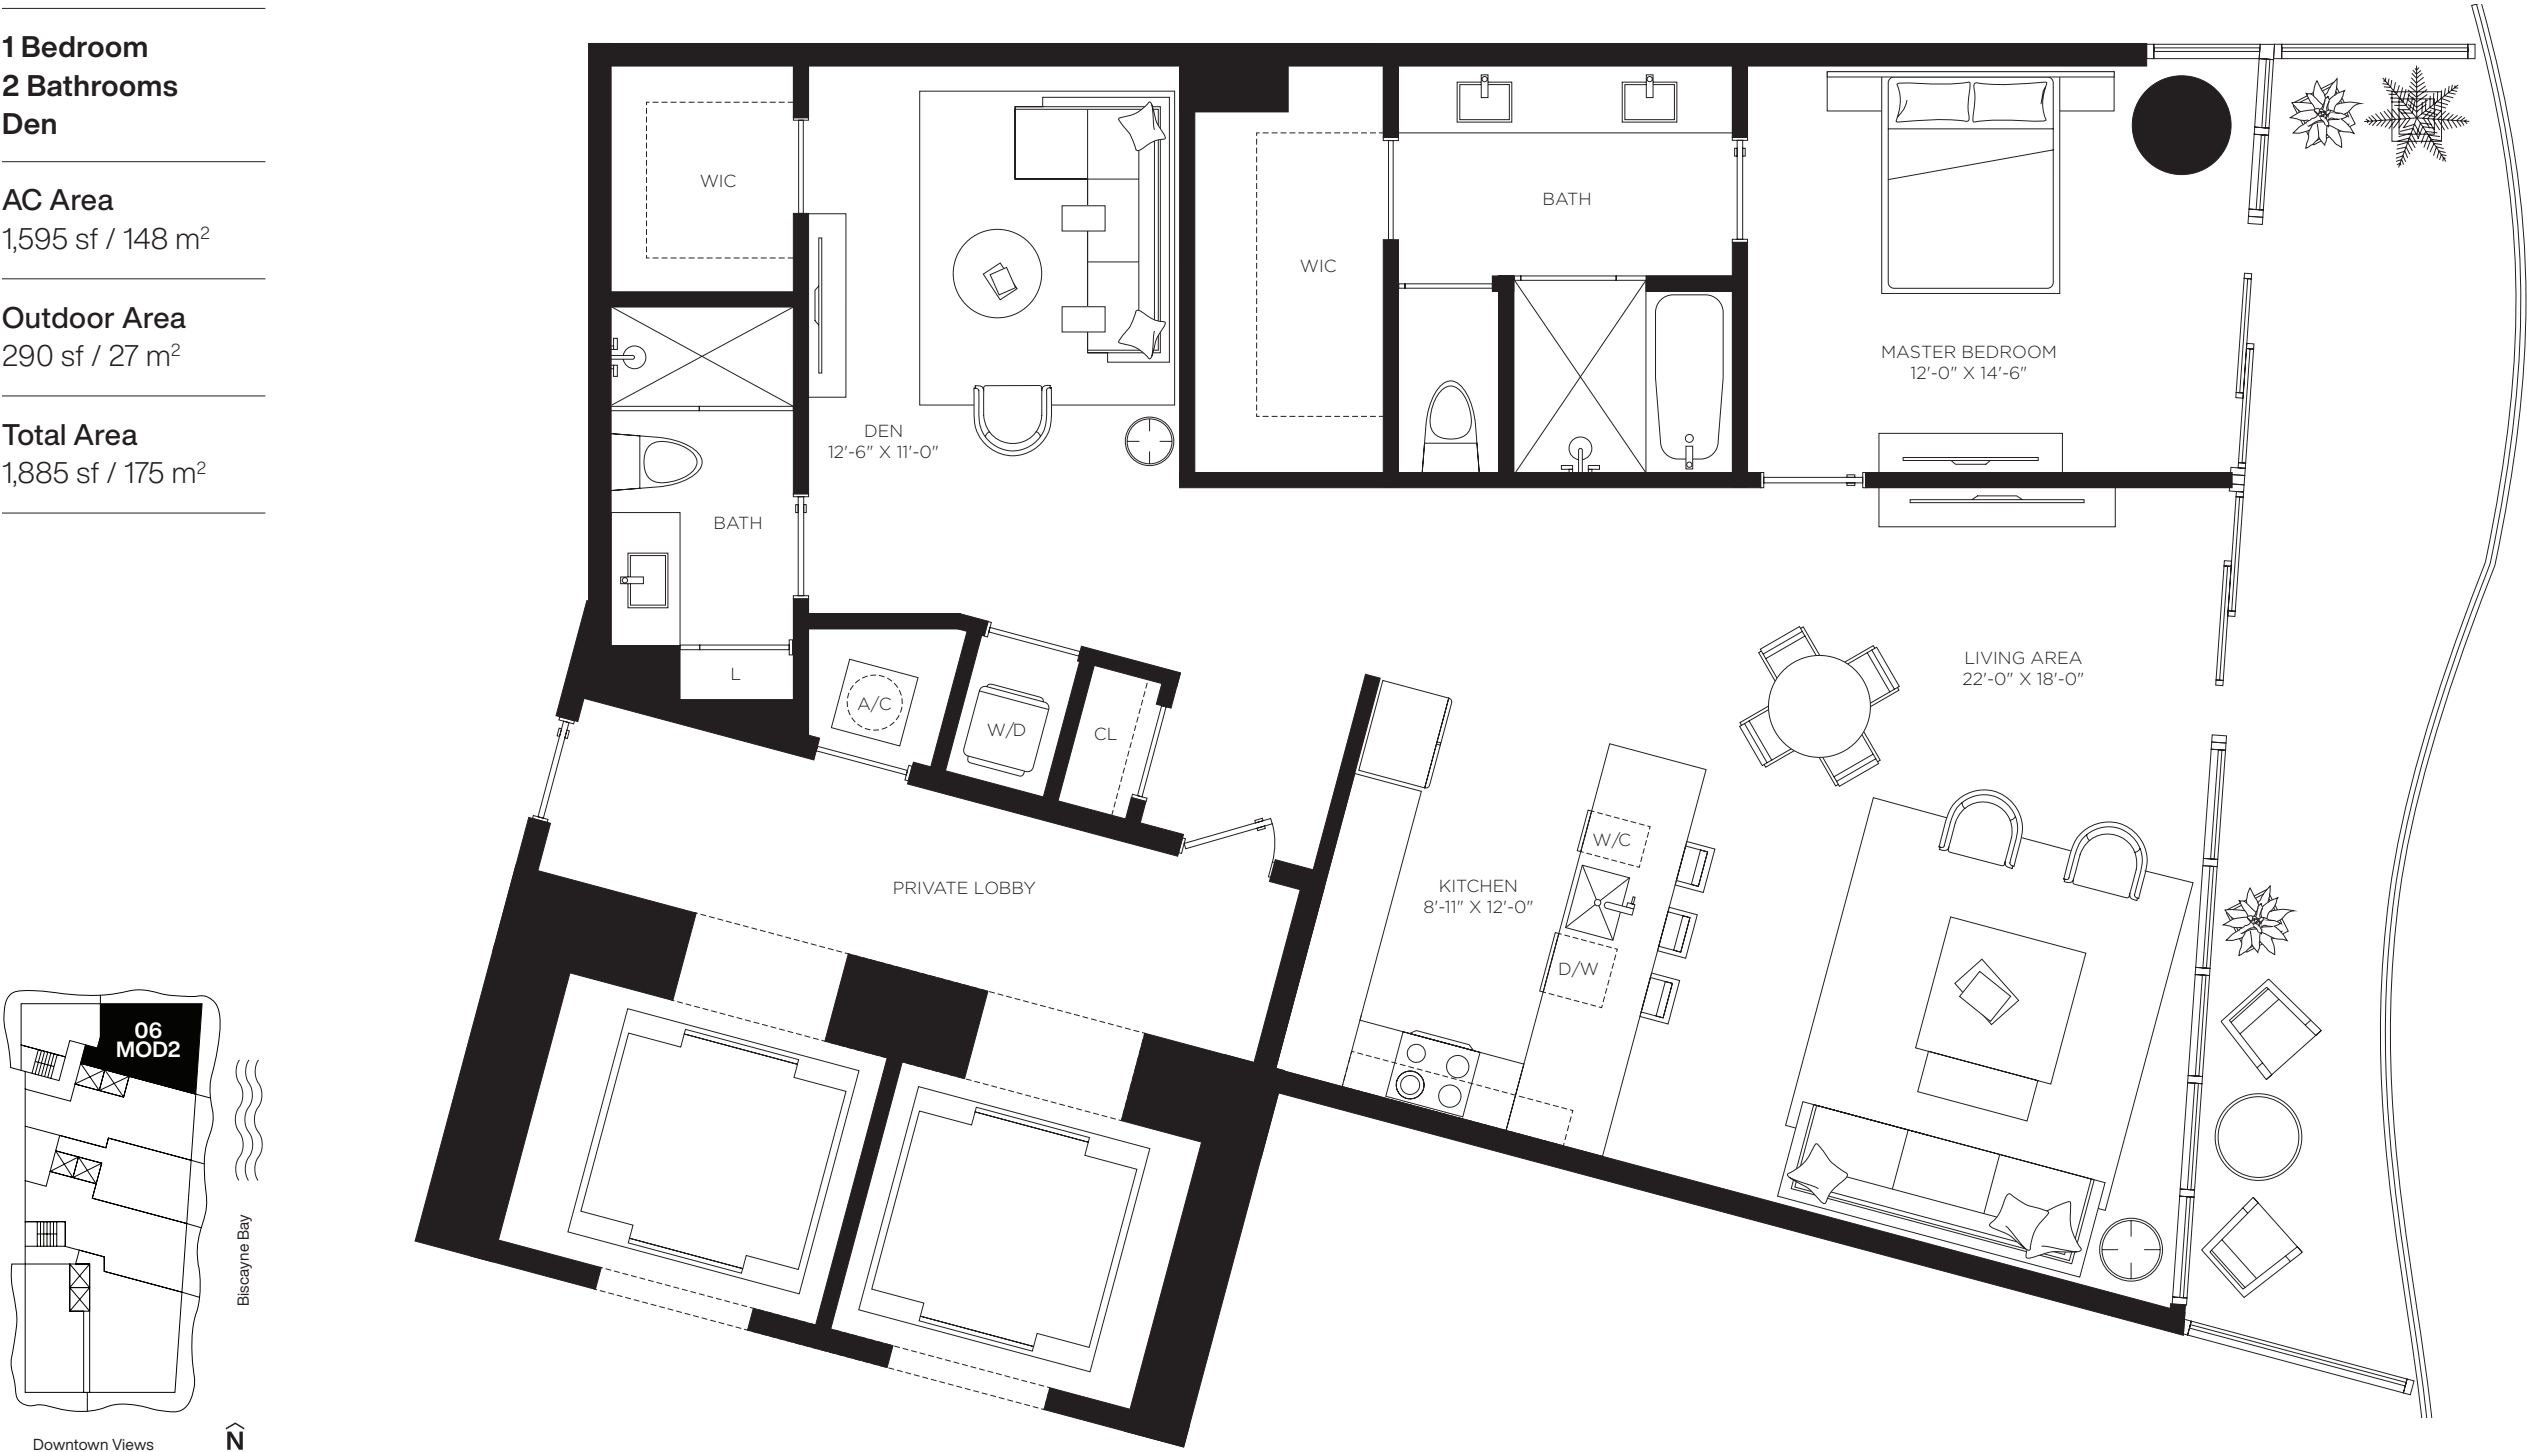 1 Bedroom
2 Bathrooms
Den
AC Area
1,595 sf / 148 m²
Outdoor Area
290 sf / 27 m²
Total Area
1,885 sf / 175 m²
WIC
BATH
WIC
MASTER BEDROOM
12'-0" X 14'-6"
DEN
12'-6" X 11'-0"
BATH
L
A/C
W/D
CL
LIVING AREA
22'-0" X 18'-0"
W/C
PRIVATE LOBBY
KITCHEN
8'-11" X 12'-0"
D/W
06
MOD2
Biscayne Bay
Downtown Views
N